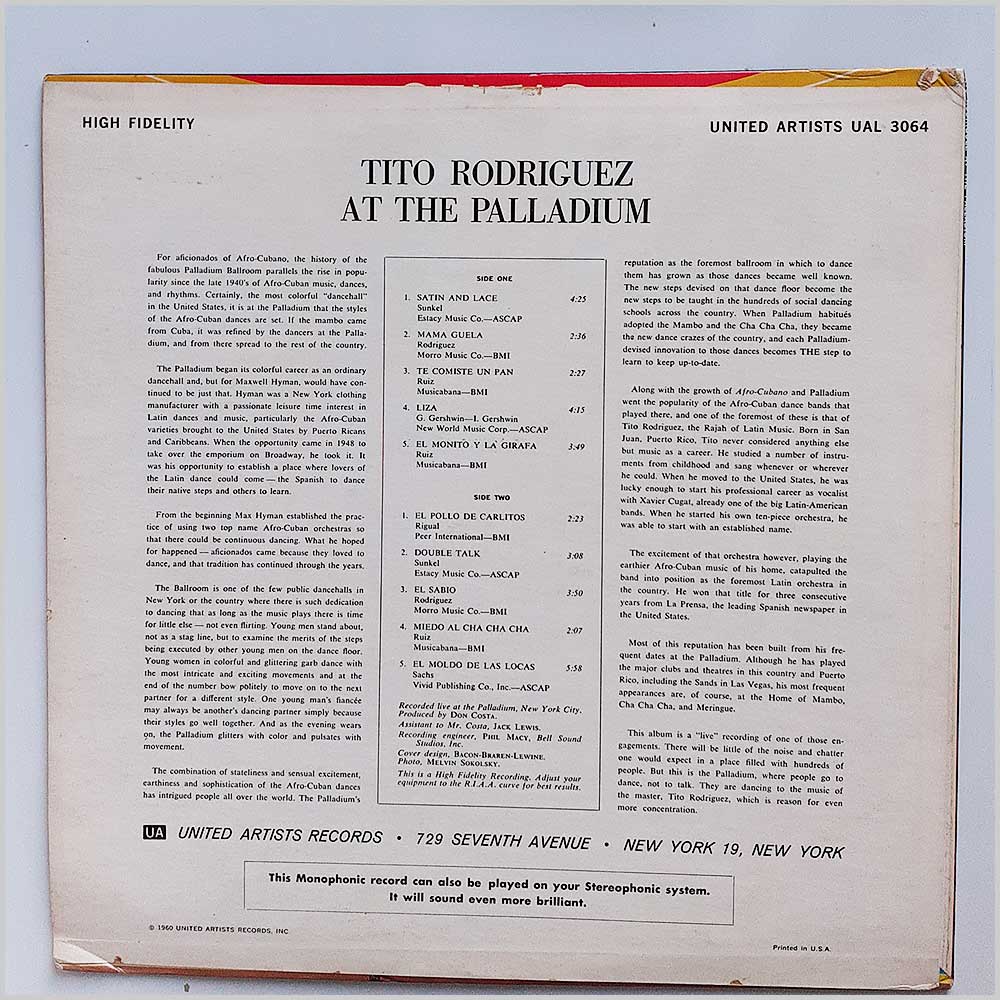 HIGH FIDELITY
UNITED ARTISTS UAL 3064
TITO RODRIGUEZ
AT THE PALLADIUM
For aficionados of Afro-Cubano, the history of the
fabulous Palladium Ballroom parallels the rise in popu-
larity since the late 1940's of Afro-Cuban music, dances,
and rhythms. Certainly, the most colorful "dancehall"
in the United States, it is at the Palladium that the styles
of the Afro-Cuban dances are set. If the mambo came
from Cuba, it was refined by the dancers at the Palla-
dium, and from there spread to the rest of the country.
The Palladium began its colorful career as an ordinary
dancehall and, but for Maxwell Hyman, would have con-
tinued to be just that. Hyman was a New York clothing
manufacturer with a passionate leisure time interest in
Latin dances and music, particularly the Afro-Cuban
varieties brought to the United States by Puerto Ricans
and Caribbeans. When the opportunity came in 1948 to
take over the emporium on Broadway, he took it. It
was his opportunity to establish a place where lovers of
the Latin dance could come — the Spanish to dance
their native steps and others to learn.
From the beginning Max Hyman established the prac-
tice of using two top name Afro-Cuban orchestras so
that there could be continuous dancing. What he hoped
for happened — aficionados came because they loved to
dance, and that tradition has continued through the years.
The Ballroom is one of the few public dancehalls in
New York or the country where there is such dedication
to dancing that as long as the music plays there is time
for little else — not even flirting. Young men stand about,
not as a stag line, but to examine the merits of the steps
being executed by other young men on the dance floor.
Young women in colorful and glittering garb dance with
the most intricate and exciting movements and at the
end of the number bow politely to move on to the next
partner for a different style. One young man's fiancée
may always be another's dancing partner simply because
their styles go well together. And as the evening wears
on, the Palladium glitters with color and pulsates with
movement.
The combination of stateliness and sensual excitement,
earthiness and sophistication of the Afro-Cuban dances
has intrigued people all over the world. The Palladium's
SIDE ONE
1. SATIN AND LACE 4:25
Sunkel
Estacy Music Co.—ASCAP
2. MAMA GUELA 2:36
Rodriguez
Morro Music Co.—BMI
3. TE COMISTE UN PAN 2:27
Ruiz
Musicabana—BMI
4. LIZA 4:15
G. Gershwin—I. Gershwin
New World Music Corp.—ASCAP
5. EL MONITO Y LA GIRAFA 3:49
Ruiz
Musicabana—BMI
SIDE TWO
1. EL POLLO DE CARLITOS 2:23
Rigual
Peer International—BMI
2. DOUBLE TALK 3:08
Sunkel
Estacy Music Co.—ASCAP
3. EL SABIO 3:50
Rodriguez
Morro Music Co.—BMI
4. MIEDO AL CHA CHA CHA 2:07
Ruiz
Musicabana—BMI
5. EL MOLDO DE LAS LOCAS 5:58
Sachs
Vivid Publishing Co., Inc.—ASCAP
Recorded live at the Palladium, New York City.
Produced by DON COSTA.
Assistant to Mr. Costa, JACK LEWIS.
Recording engineer, PHIL MACY, Bell Sound
Studios, Inc.
Cover design, BACON-BRAREN-LEWINE.
Photo, MELVIN SOKOLSKY.
This is a High Fidelity Recording. Adjust your
equipment to the R.I.A.A. curve for best results.
reputation as the foremost ballroom in which to dance
them has grown as those dances became well known.
The new steps devised on that dance floor become the
new steps to be taught in the hundreds of social dancing
schools across the country. When Palladium habitués
adopted the Mambo and the Cha Cha Cha, they became
the new dance crazes of the country, and each Palladium-
devised innovation to those dances becomes THE step to
learn to keep up-to-date.
Along with the growth of Afro-Cubano and Palladium
went the popularity of the Afro-Cuban dance bands that
played there, and one of the foremost of these is that of
Tito Rodriguez, the Rajah of Latin Music. Born in San
Juan, Puerto Rico, Tito never considered anything else
but music as a career. He studied a number of instru-
ments from childhood and sang whenever or wherever
he could. When he moved to the United States, he was
lucky enough to start his professional career as vocalist
with Xavier Cugat, already one of the big Latin-American
bands. When he started his own ten-piece orchestra, he
was able to start with an established name.
The excitement of that orchestra however, playing the
earthier Afro-Cuban music of his home, catapulted the
band into position as the foremost Latin orchestra in
the country. He won that title for three consecutive
years from La Prensa, the leading Spanish newspaper in
the United States.
Most of this reputation has been built from his fre-
quent dates at the Palladium. Although he has played
the major clubs and theatres in this country and Puerto
Rico, including the Sands in Las Vegas, his most frequent
appearances are, of course, at the Home of Mambo,
Cha Cha Cha, and Meringue.
This album is a "live" recording of one of those en-
gagements. There will be little of the noise and chatter
one would expect in a place filled with hundreds of
people. But this is the Palladium, where people go to
dance, not to talk. They are dancing to the music of
the master, Tito Rodriguez, which is reason for even
more concentration.
UA UNITED ARTISTS RECORDS • 729 SEVENTH AVENUE • NEW YORK 19, NEW YORK
This Monophonic record can also be played on your Stereophonic system.
It will sound even more brilliant.
© 1960 UNITED ARTISTS RECORDS, INC.
Printed in U.S.A.